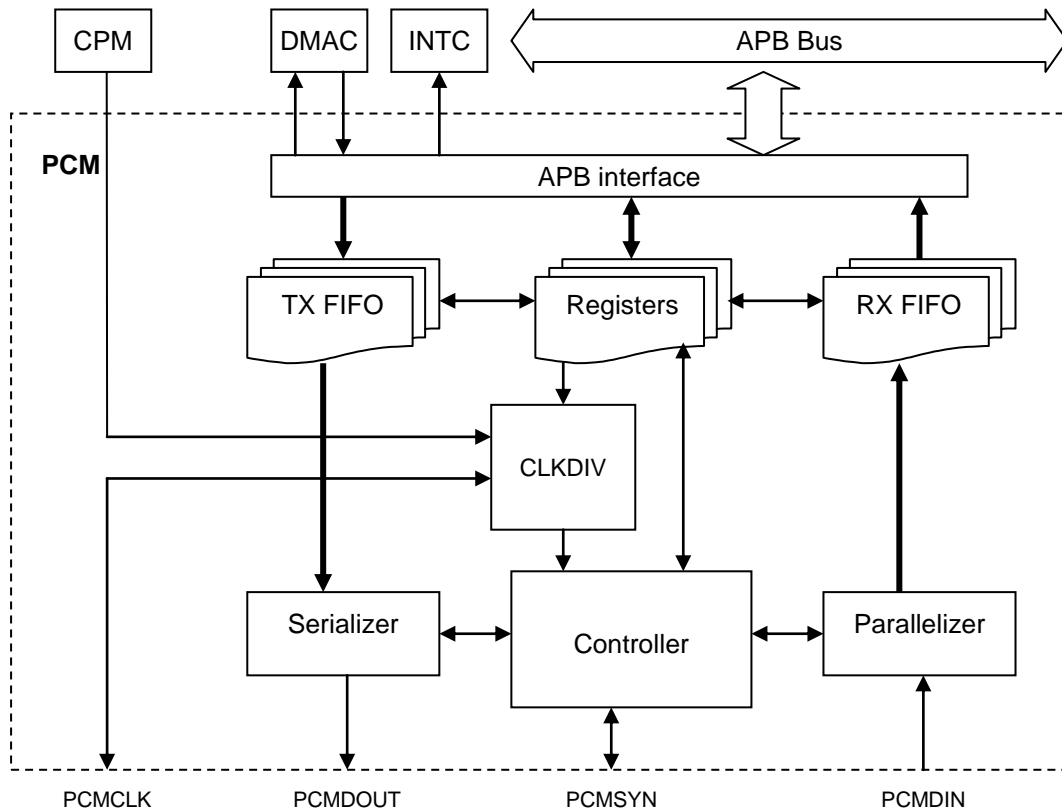 CPM
DMAC
INTC
APB Bus
PCM
APB interface
TX FIFO
Registers
RX FIFO
CLKDIV
Serializer
Controller
Parallelizer
PCMCLK
PCMDOUT
PCMSYN
PCMDIN